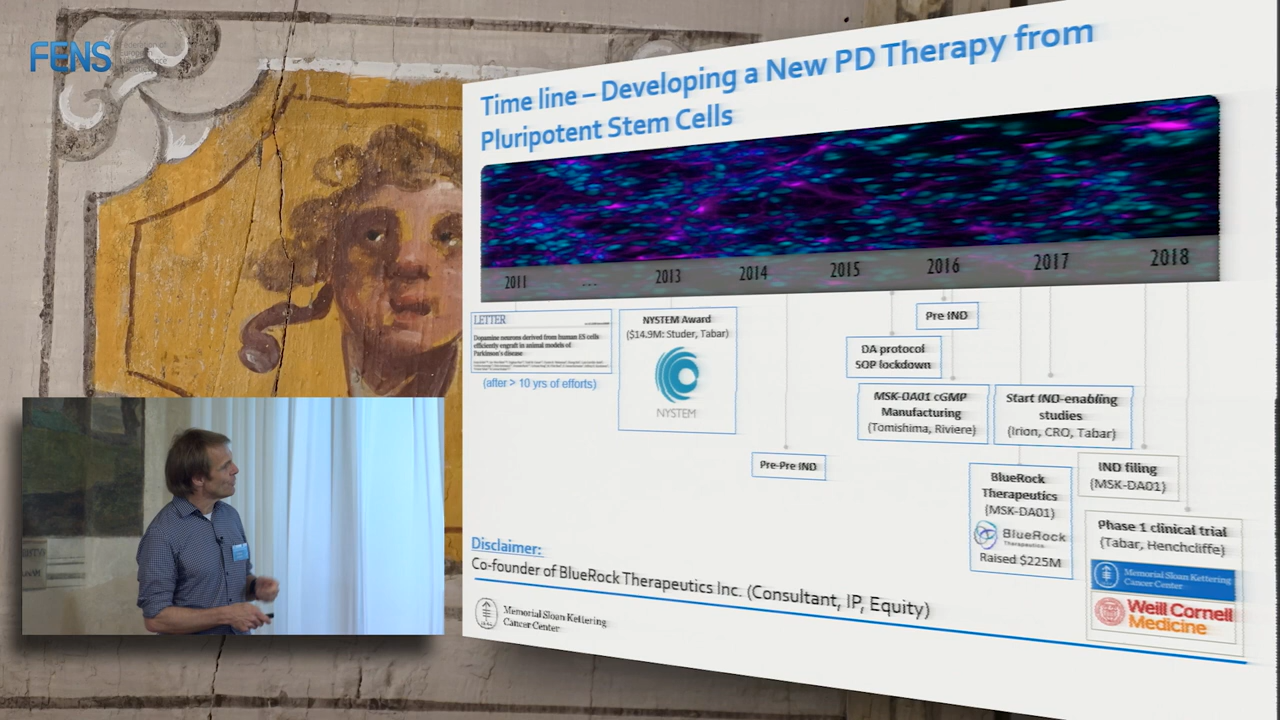 FENS
Time line – Developing a New PD Therapy from
Pluripotent Stem Cells
2011
...
2013
2014
2015
2016
2017
2018
LETTER
Dopamine neurons derived from human ES cells
efficiently engraft in animal models of
Parkinson's disease
(after > 10 yrs of efforts)
NYSTEM Award
($14.9M: Studer, Tabar)
NYSTEM
Pre-Pre IND
DA protocol
SOP lockdown
Pre IND
MSK-DA01 cGMP
Manufacturing
(Tomishima, Riviere)
Start IND-enabling
studies
(Irion, CRO, Tabar)
BlueRock
Therapeutics
(MSK-DA01)
BlueRock
Therapeutics
Raised $225M
IND filing
(MSK-DA01)
Phase 1 clinical trial
(Tabar, Henchcliffe)
Memorial Sloan Kettering
Cancer Center
Weill Cornell
Medicine
Disclaimer:
Co-founder of BlueRock Therapeutics Inc. (Consultant, IP, Equity)
Memorial Sloan Kettering
Cancer Center